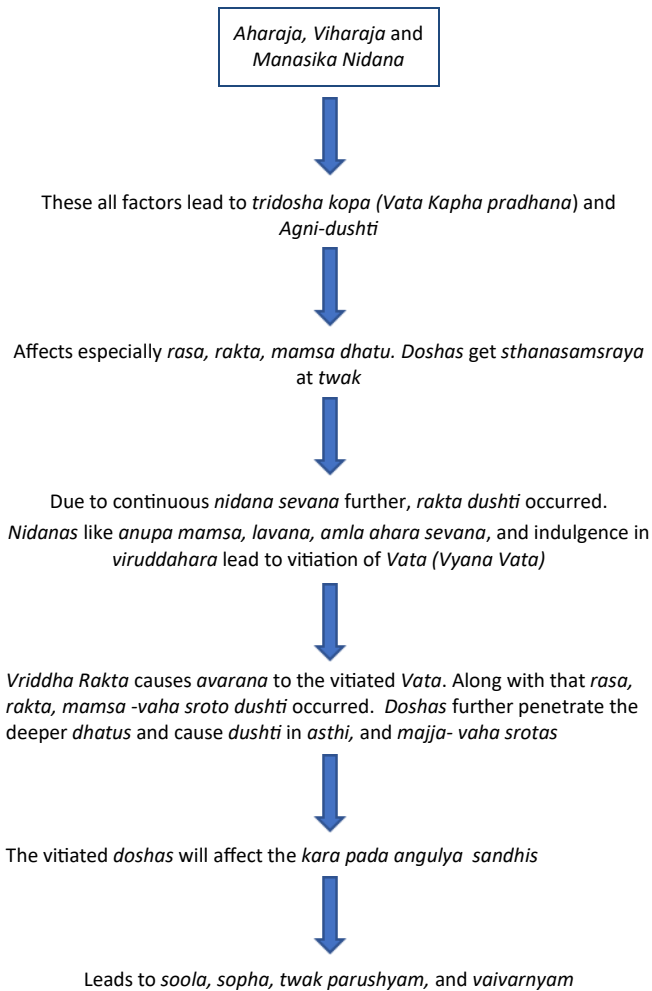 Aharaja, Viharaja and
Manasika Nidana
These all factors lead to tridosha kopa (Vata Kapha pradhana) and
Agni-dushti
Affects especially rasa, rakta, mamsa dhatu. Doshas get sthanasamsraya
at twak
Due to continuous nidana sevana further, rakta dushti occurred.
Nidanas like anupa mamsa, lavana, amla ahara sevana, and indulgence in
viruddahara lead to vitiation of Vata (Vyana Vata)
Vriddha Rakta causes avarana to the vitiated Vata. Along with that rasa,
rakta, mamsa -vaha sroto dushti occurred. Doshas further penetrate the
deeper dhatus and cause dushti in asthi, and majja- vaha srotas
The vitiated doshas will affect the kara pada angulya sandhis
Leads to soola, sopha, twak parushyam, and vaivarnyam